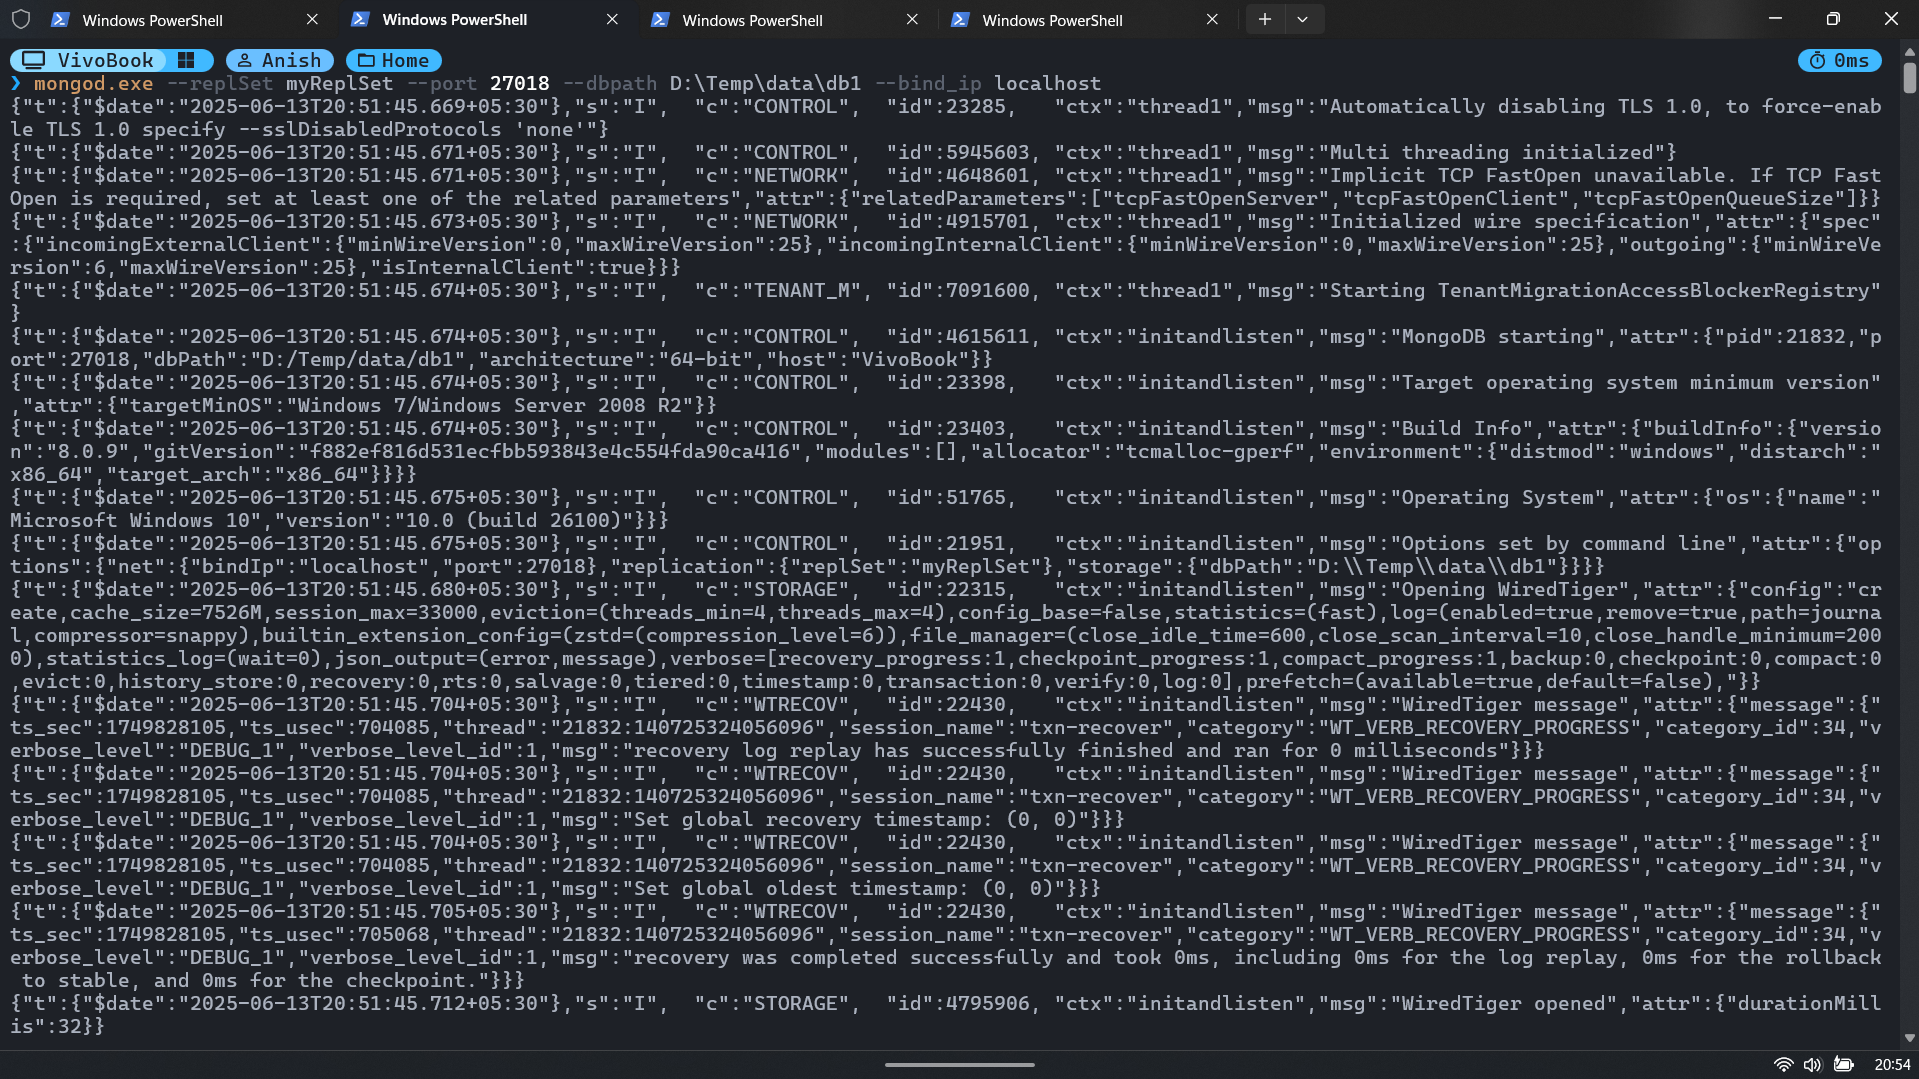 Windows PowerShell
Windows PowerShell
Windows PowerShell
Windows PowerShell
VivoBook Anish Home 0ms
❯ mongod.exe --replSet myReplSet --port 27018 --dbpath D:\Temp\data\db1 --bind_ip localhost
{"t":{"$date":"2025-06-13T20:51:45.669+05:30"},"s":"I",  "c":"CONTROL",  "id":23285,   "ctx":"thread1","msg":"Automatically disabling TLS 1.0, to force-enab
le TLS 1.0 specify --sslDisabledProtocols 'none'"}
{"t":{"$date":"2025-06-13T20:51:45.671+05:30"},"s":"I",  "c":"CONTROL",  "id":5945603, "ctx":"thread1","msg":"Multi threading initialized"}
{"t":{"$date":"2025-06-13T20:51:45.671+05:30"},"s":"I",  "c":"NETWORK",  "id":4648601, "ctx":"thread1","msg":"Implicit TCP FastOpen unavailable. If TCP Fast
Open is required, set at least one of the related parameters","attr":{"relatedParameters":["tcpFastOpenServer","tcpFastOpenClient","tcpFastOpenQueueSize"]}}
{"t":{"$date":"2025-06-13T20:51:45.673+05:30"},"s":"I",  "c":"NETWORK",  "id":4915701, "ctx":"thread1","msg":"Initialized wire specification","attr":{"spec"
:{"incomingExternalClient":{"minWireVersion":0,"maxWireVersion":25},"incomingInternalClient":{"minWireVersion":0,"maxWireVersion":25},"outgoing":{"minWireVe
rsion":6,"maxWireVersion":25},"isInternalClient":true}}}
{"t":{"$date":"2025-06-13T20:51:45.674+05:30"},"s":"I",  "c":"TENANT_M", "id":7091600, "ctx":"thread1","msg":"Starting TenantMigrationAccessBlockerRegistry"
}
{"t":{"$date":"2025-06-13T20:51:45.674+05:30"},"s":"I",  "c":"CONTROL",  "id":4615611, "ctx":"initandlisten","msg":"MongoDB starting","attr":{"pid":21832,"p
ort":27018,"dbPath":"D:/Temp/data/db1","architecture":"64-bit","host":"VivoBook"}}
{"t":{"$date":"2025-06-13T20:51:45.674+05:30"},"s":"I",  "c":"CONTROL",  "id":23398,   "ctx":"initandlisten","msg":"Target operating system minimum version"
,"attr":{"targetMinOS":"Windows 7/Windows Server 2008 R2"}}
{"t":{"$date":"2025-06-13T20:51:45.674+05:30"},"s":"I",  "c":"CONTROL",  "id":23403,   "ctx":"initandlisten","msg":"Build Info","attr":{"buildInfo":{"versio
n":"8.0.9","gitVersion":"f882ef816d531ecfbb593843e4c554fda90ca416","modules":[],"allocator":"tcmalloc-gperf","environment":{"distmod":"windows","distarch":"
x86_64","target_arch":"x86_64"}}}}
{"t":{"$date":"2025-06-13T20:51:45.675+05:30"},"s":"I",  "c":"CONTROL",  "id":51765,   "ctx":"initandlisten","msg":"Operating System","attr":{"os":{"name":"
Microsoft Windows 10","version":"10.0 (build 26100)"}}}
{"t":{"$date":"2025-06-13T20:51:45.675+05:30"},"s":"I",  "c":"CONTROL",  "id":21951,   "ctx":"initandlisten","msg":"Options set by command line","attr":{"op
tions":{"net":{"bindIp":"localhost","port":27018},"replication":{"replSet":"myReplSet"},"storage":{"dbPath":"D:\\Temp\\data\\db1"}}}}
{"t":{"$date":"2025-06-13T20:51:45.680+05:30"},"s":"I",  "c":"STORAGE",  "id":22315,   "ctx":"initandlisten","msg":"Opening WiredTiger","attr":{"config":"cr
eate,cache_size=7526M,session_max=33000,eviction=(threads_min=4,threads_max=4),config_base=false,statistics=(fast),log=(enabled=true,remove=true,path=journa
l,compressor=snappy),builtin_extension_config=(zstd=(compression_level=6)),file_manager=(close_idle_time=600,close_scan_interval=10,close_handle_minimum=200
0),statistics_log=(wait=0),json_output=(error,message),verbose=[recovery_progress:1,checkpoint_progress:1,compact_progress:1,backup:0,checkpoint:0,compact:0
,evict:0,history_store:0,recovery:0,rts:0,salvage:0,tiered:0,timestamp:0,transaction:0,verify:0,log:0],prefetch=(available=true,default=false),"}}
{"t":{"$date":"2025-06-13T20:51:45.704+05:30"},"s":"I",  "c":"WTRECOV",  "id":22430,   "ctx":"initandlisten","msg":"WiredTiger message","attr":{"message":{"
ts_sec":1749828105,"ts_usec":704085,"thread":"21832:140725324056096","session_name":"txn-recover","category":"WT_VERB_RECOVERY_PROGRESS","category_id":34,"v
erbose_level":"DEBUG_1","verbose_level_id":1,"msg":"recovery log replay has successfully finished and ran for 0 milliseconds"}}}
{"t":{"$date":"2025-06-13T20:51:45.704+05:30"},"s":"I",  "c":"WTRECOV",  "id":22430,   "ctx":"initandlisten","msg":"WiredTiger message","attr":{"message":{"
ts_sec":1749828105,"ts_usec":704085,"thread":"21832:140725324056096","session_name":"txn-recover","category":"WT_VERB_RECOVERY_PROGRESS","category_id":34,"v
erbose_level":"DEBUG_1","verbose_level_id":1,"msg":"Set global recovery timestamp: (0, 0)"}}}
{"t":{"$date":"2025-06-13T20:51:45.704+05:30"},"s":"I",  "c":"WTRECOV",  "id":22430,   "ctx":"initandlisten","msg":"WiredTiger message","attr":{"message":{"
ts_sec":1749828105,"ts_usec":704085,"thread":"21832:140725324056096","session_name":"txn-recover","category":"WT_VERB_RECOVERY_PROGRESS","category_id":34,"v
erbose_level":"DEBUG_1","verbose_level_id":1,"msg":"Set global oldest timestamp: (0, 0)"}}}
{"t":{"$date":"2025-06-13T20:51:45.705+05:30"},"s":"I",  "c":"WTRECOV",  "id":22430,   "ctx":"initandlisten","msg":"WiredTiger message","attr":{"message":{"
ts_sec":1749828105,"ts_usec":705068,"thread":"21832:140725324056096","session_name":"txn-recover","category":"WT_VERB_RECOVERY_PROGRESS","category_id":34,"v
erbose_level":"DEBUG_1","verbose_level_id":1,"msg":"recovery was completed successfully and took 0ms, including 0ms for the log replay, 0ms for the rollback
 to stable, and 0ms for the checkpoint."}}}
{"t":{"$date":"2025-06-13T20:51:45.712+05:30"},"s":"I",  "c":"STORAGE",  "id":4795906, "ctx":"initandlisten","msg":"WiredTiger opened","attr":{"durationMill
is":32}}
20:54